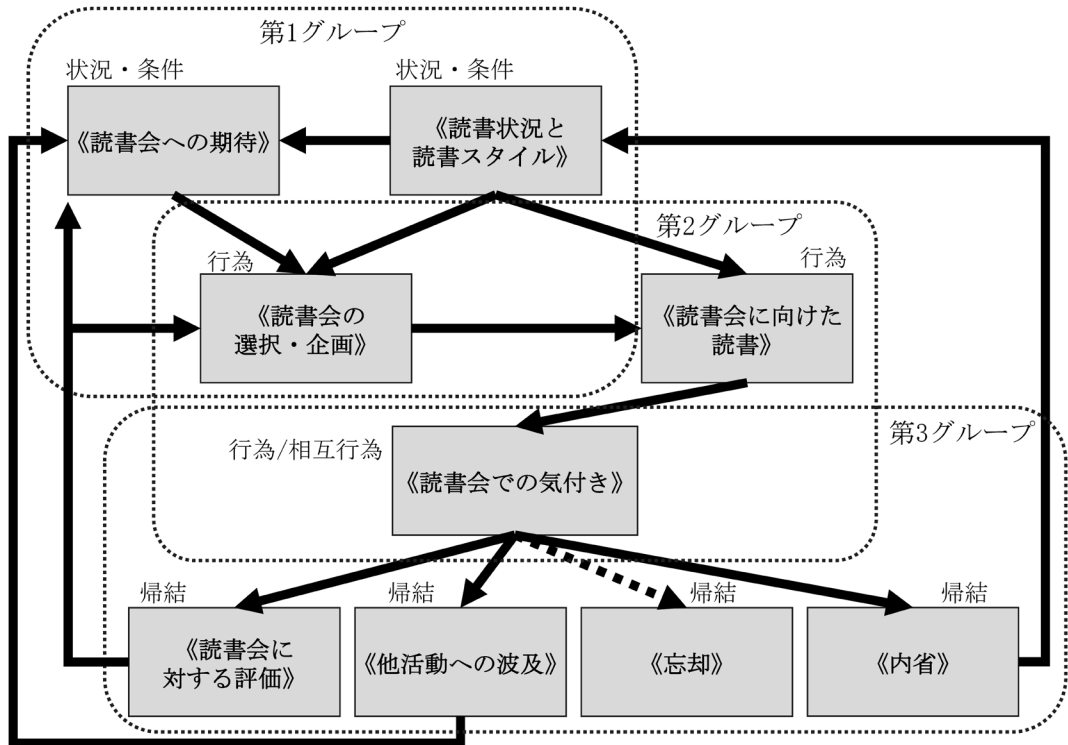 第1グループ
状況・条件
状況・条件
《読書会への期待》
《読書状況と
読書スタイル》
第2グループ
行為
行為
《読書会の
選択・企画》
《読書会に向けた
読書》
第3グループ
行為/相互行為
《読書会での気付き》
帰結
帰結
帰結
帰結
《読書会に
対する評価》
《他活動への波及》
《忘却》
《内省》